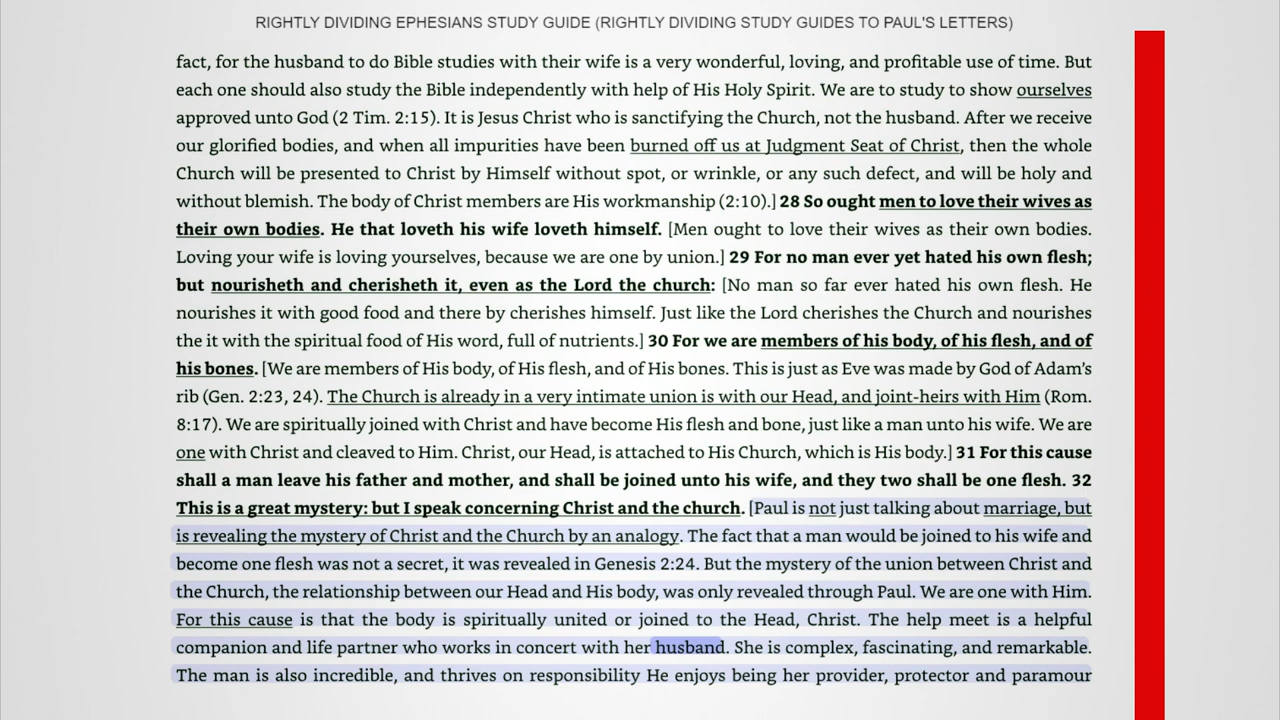 RIGHTLY DIVIDING EPHESIANS STUDY GUIDE (RIGHTLY DIVIDING STUDY GUIDES TO PAUL'S LETTERS)
fact, for the husband to do Bible studies with their wife is a very wonderful, loving, and profitable use of time. But
each one should also study the Bible independently with help of His Holy Spirit. We are to study to show ourselves
approved unto God (2 Tim. 2:15). It is Jesus Christ who is sanctifying the Church, not the husband. After we receive
our glorified bodies, and when all impurities have been burned off us at Judgment Seat of Christ, then the whole
Church will be presented to Christ by Himself without spot, or wrinkle, or any such defect, and will be holy and
without blemish. The body of Christ members are His workmanship (2:10).] 28 So ought men to love their wives as
their own bodies. He that loveth his wife loveth himself. [Men ought to love their wives as their own bodies.
Loving your wife is loving yourselves, because we are one by union.] 29 For no man ever yet hated his own flesh;
but nourisheth and cherisheth it, even as the Lord the church: [No man so far ever hated his own flesh. He
nourishes it with good food and there by cherishes himself. Just like the Lord cherishes the Church and nourishes
the it with the spiritual food of His word, full of nutrients.] 30 For we are members of his body, of his flesh, and of
his bones. [We are members of His body, of His flesh, and of His bones. This is just as Eve was made by God of Adam's
rib (Gen. 2:23, 24). The Church is already in a very intimate union is with our Head, and joint-heirs with Him (Rom.
8:17). We are spiritually joined with Christ and have become His flesh and bone, just like a man unto his wife. We are
one with Christ and cleaved to Him. Christ, our Head, is attached to His Church, which is His body.] 31 For this cause
shall a man leave his father and mother, and shall be joined unto his wife, and they two shall be one flesh. 32
This is a great mystery: but I speak concerning Christ and the church. [Paul is not just talking about marriage, but
is revealing the mystery of Christ and the Church by an analogy. The fact that a man would be joined to his wife and
become one flesh was not a secret, it was revealed in Genesis 2:24. But the mystery of the union between Christ and
the Church, the relationship between our Head and His body, was only revealed through Paul. We are one with Him.
For this cause is that the body is spiritually united or joined to the Head, Christ. The help meet is a helpful
companion and life partner who works in concert with her husband. She is complex, fascinating, and remarkable.
The man is also incredible, and thrives on responsibility He enjoys being her provider, protector and paramour